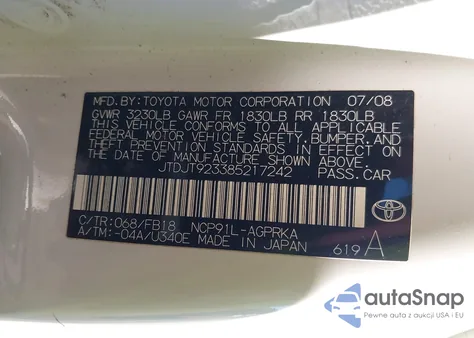 MFD.BY:TOYOTA MOTOR CORPORATION 07/08
GVWR 3230LB GAWR FR 1830LB RR 1830LB
THIS VEHICLE CONFORMS TO ALL APPLICABLE
FEDERAL MOTOR VEHICLE SAFETY,BUMPER,AND
THEFT PREVENTION STANDARDS IN EFFECT ON
THE DATE OF MANUFACTURE SHOWN ABOVE.
JTDJT923385217242 PASS.CAR
C/TR:068/FB18 NCP91L-AGPRKA
A/TM:-04A/U340E MADE IN JAPAN 619 A
autoSnap
Pewne auta z aukcji USA i EU